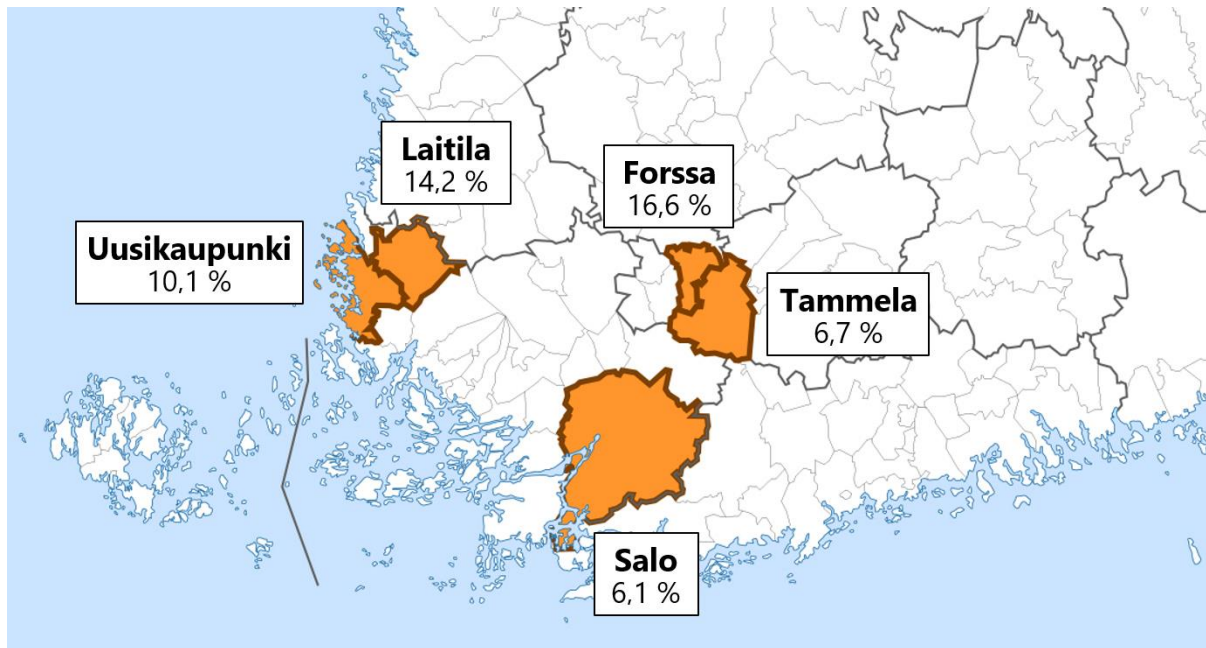 Laitila
14,2 %
Forssa
16,6 %
Uusikaupunki
10,1 %
Tammela
6,7 %
Salo
6,1 %